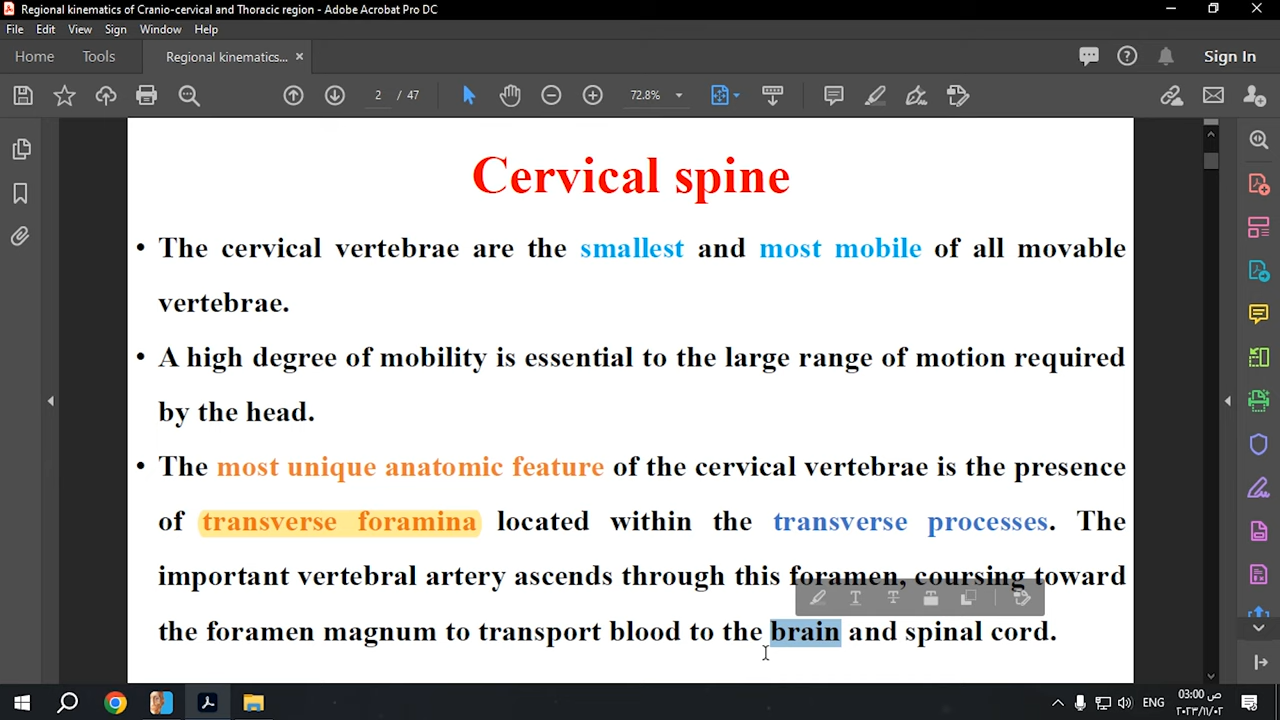 Regional kinematics of Cranio-cervical and Thoracic region - Adobe Acrobat Pro DC
File Edit View Sign Window Help
Home Tools Regional kinematics... × Sign In
2 / 47 72.8%
Cervical spine
• The cervical vertebrae are the smallest and most mobile of all movable
vertebrae.
• A high degree of mobility is essential to the large range of motion required
by the head.
• The most unique anatomic feature of the cervical vertebrae is the presence
of transverse foramina located within the transverse processes. The
important vertebral artery ascends through this foramen, coursing toward
the foramen magnum to transport blood to the brain and spinal cord.
ENG 03:00 ص
٢٠٢٣/١١/٠٢